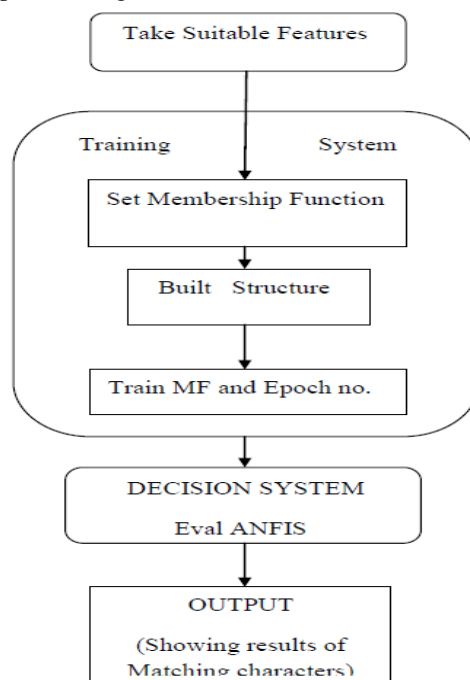 Take Suitable Features
Training System
Set Membership Function
Built Structure
Train MF and Epoch no.
DECISION SYSTEM
Eval ANFIS
OUTPUT
(Showing results of
Matching characters)